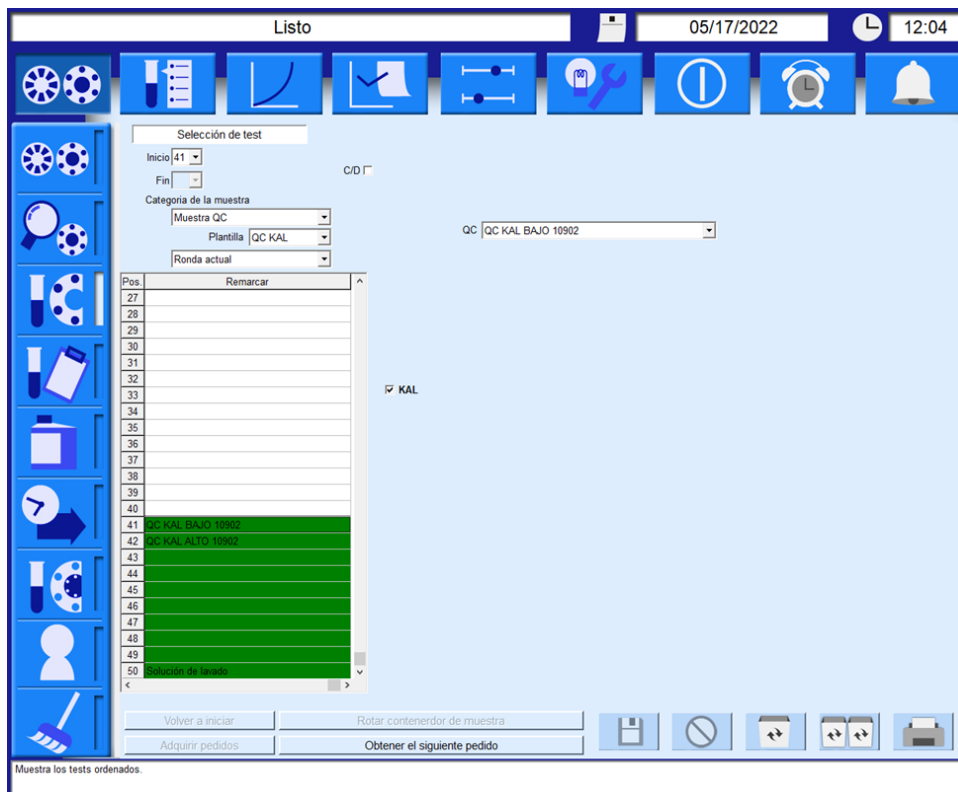 Listo 05/17/2022 12:04
Selección de test
Inicio 41
C/D
Fin
Categoria de la muestra
Muestra QC
QC QC KAL BAJO 10902
Plantilla QC KAL
Ronda actual
Pos. Remarcar
27
28
29
30
31
32
33
KAL
34
35
36
37
38
39
40
41 QC KAL BAJO 10902
42 QC KAL ALTO 10902
43
44
45
46
47
48
49
50 Solución de lavado
Volver a iniciar Rotar contenerdor de muestra
Adquirir pedidos Obtener el siguiente pedido
Muestra los tests ordenados.